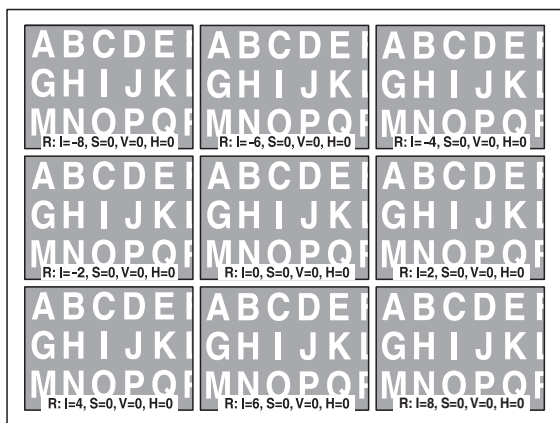 ABCDE
GHIJK
MNOPQ
R: I=-8, S=0, V=0, H=0
ABCDE
GHIJK
MNOPQ
R: I=-6, S=0, V=0, H=0
ABCDE
GHIJK
MNOPQ
R: I=-4, S=0, V=0, H=0
ABCDE
GHIJK
MNOPQ
R: I=-2, S=0, V=0, H=0
ABCDE
GHIJK
MNOPQ
R: I=0, S=0, V=0, H=0
ABCDE
GHIJK
MNOPQ
R: I=2, S=0, V=0, H=0
ABCDE
GHIJK
MNOPQ
R: I=4, S=0, V=0, H=0
ABCDE
GHIJK
MNOPQ
R: I=6, S=0, V=0, H=0
ABCDE
GHIJK
MNOPQ
R: I=8, S=0, V=0, H=0